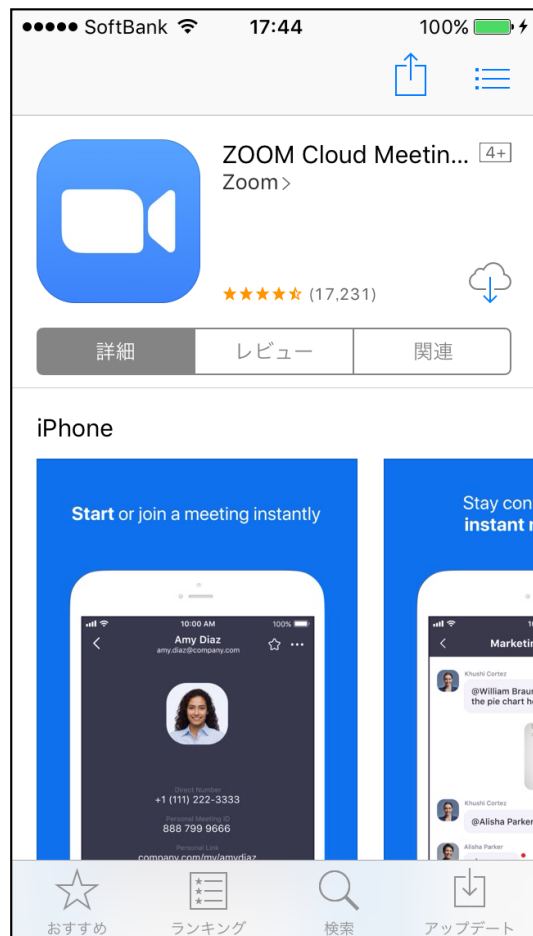 SoftBank 17:44 100%
ZOOM Cloud Meetin... 4+
Zoom >
(17,231)
詳細 レビュー 関連
iPhone
Start or join a meeting instantly
10:00 AM 100%
Amy Diaz
amy.diaz@company.com
Direct Number
+1 (111) 222-3333
Personal Meeting ID
888 799 9666
Personal Link
company.com/my/amydiaz
Stay con
instant
Marketin
Khushi Cortez
@William Braun
the pie chart h
Khushi Cortez
@Alisha Parker
Alisha Parker
おすすめ ランキング 検索 アップデート